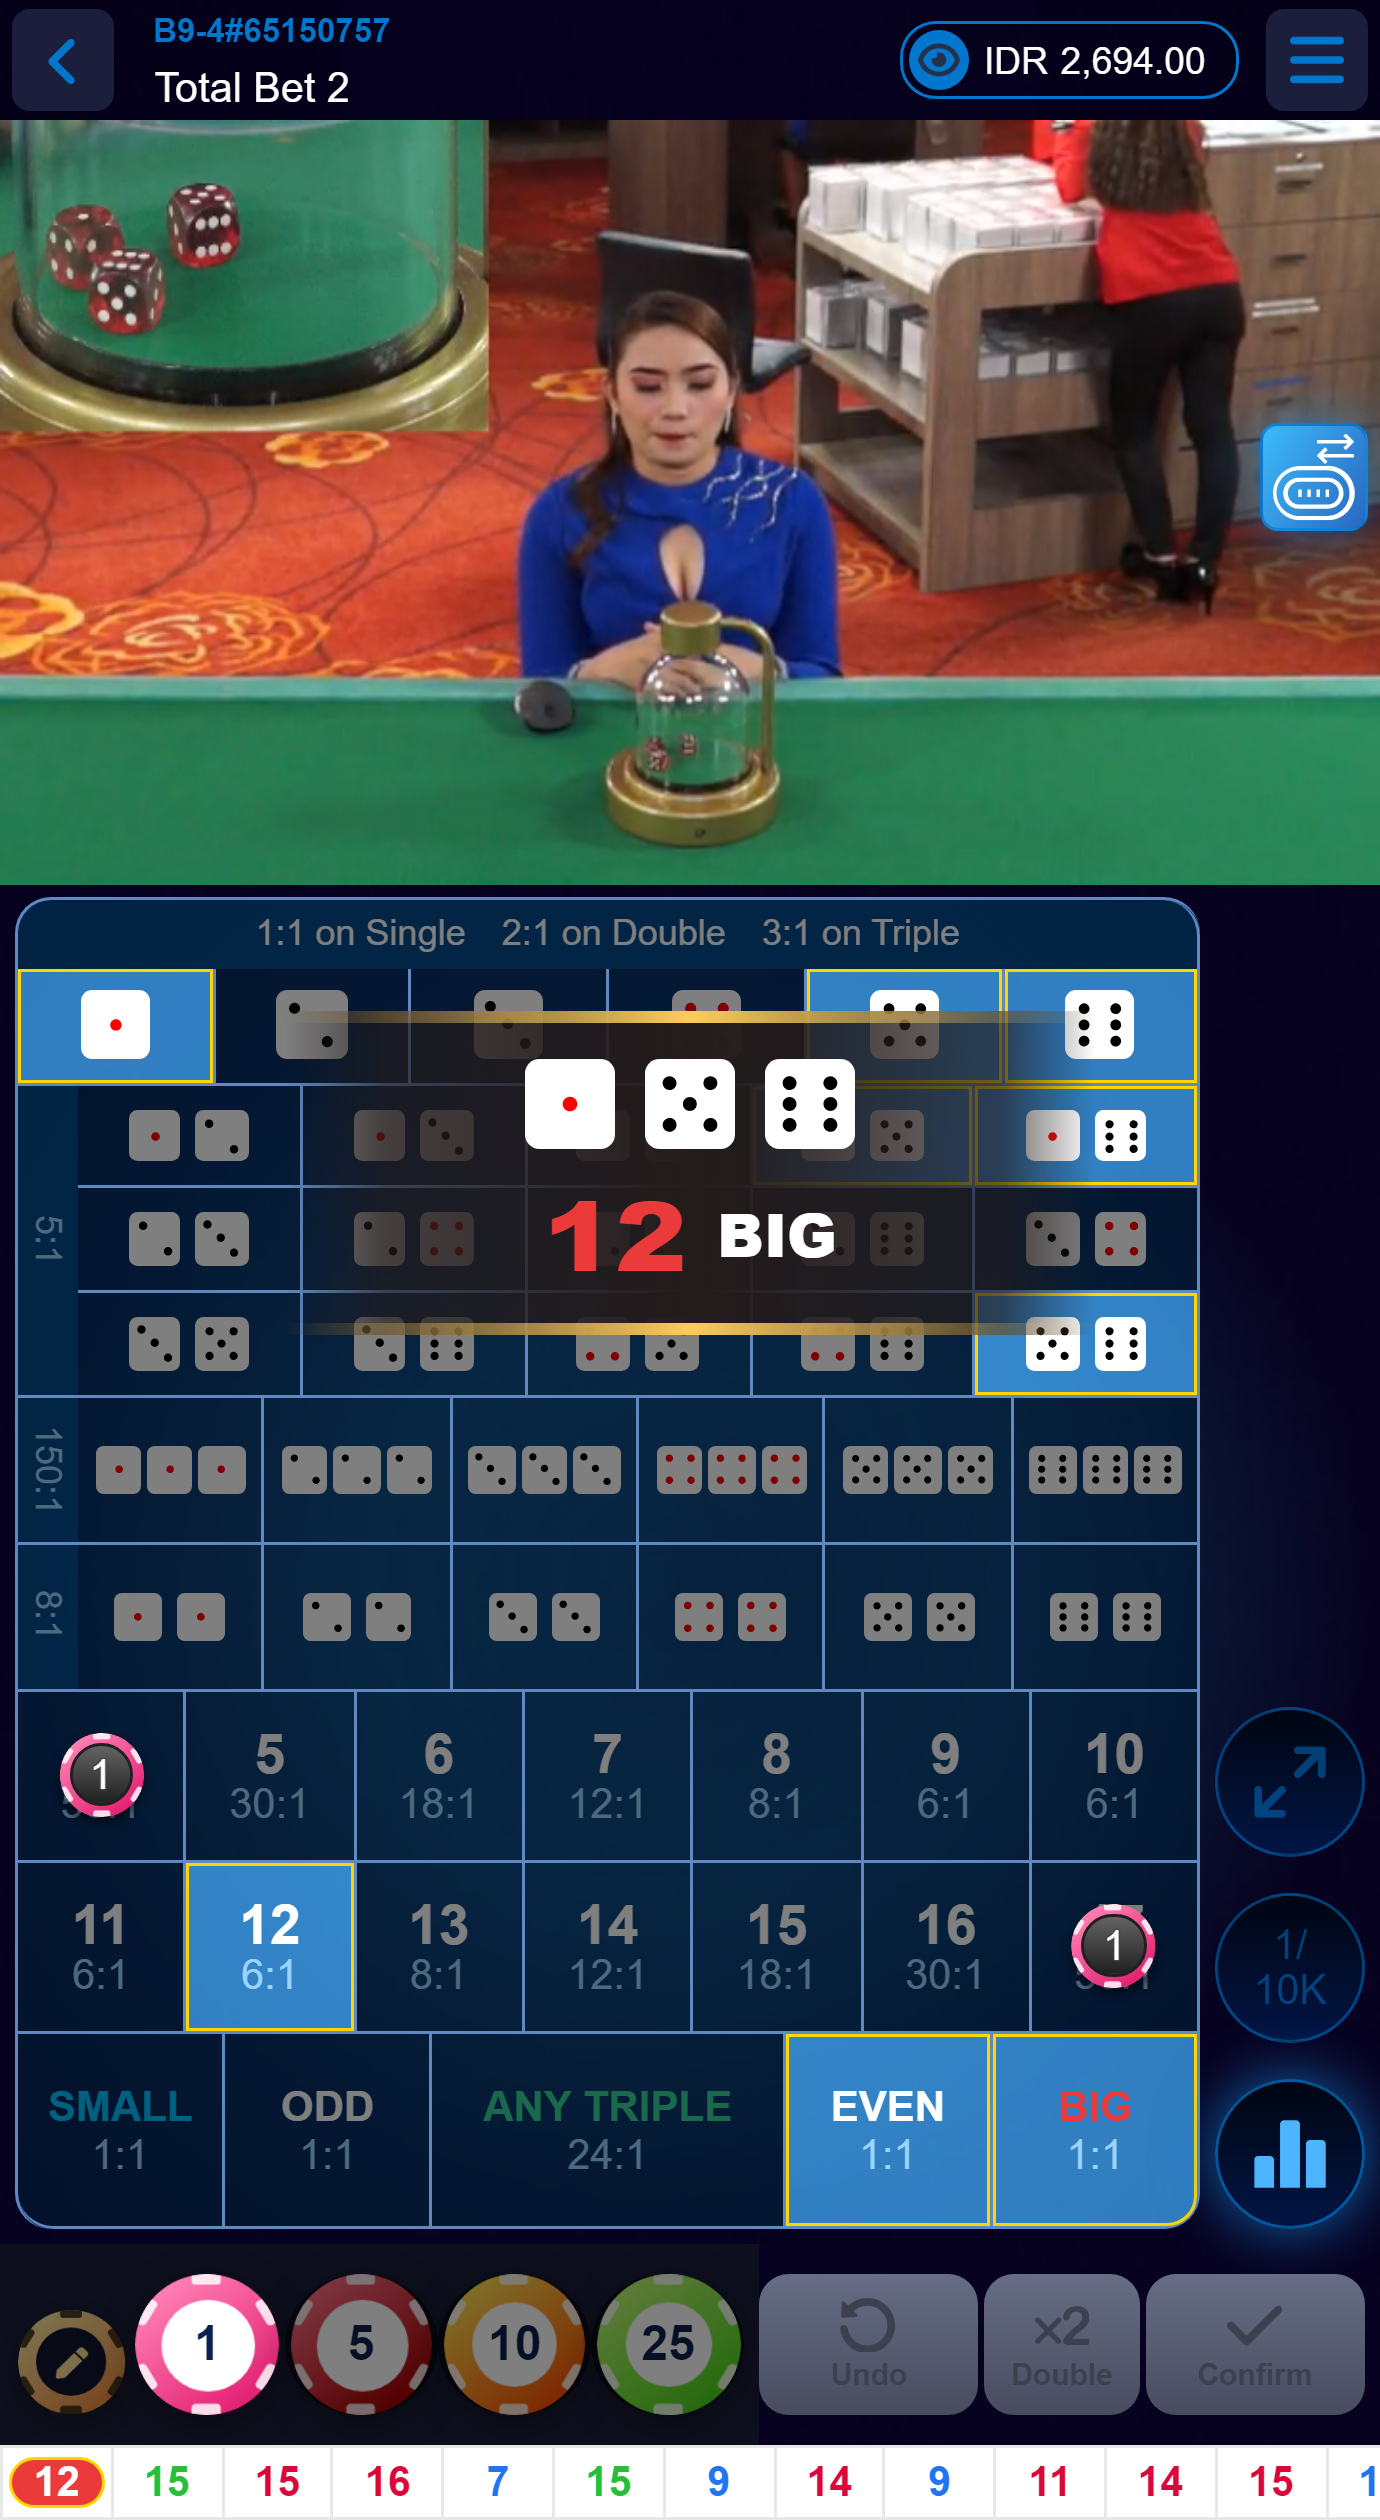 B9-4#65150757
Total Bet 2
IDR 2,694.00
1:1 on Single 2:1 on Double 3:1 on Triple
12 BIG
5:1
150:1
8:1
1
5 6 7 8 9 10
30:1 18:1 12:1 8:1 6:1 6:1
11 12 13 14 15 16
1
6:1 6:1 8:1 12:1 18:1 30:1
1/
10K
SMALL ODD ANY TRIPLE EVEN BIG
1:1 1:1 24:1 1:1 1:1
1 5 10 25
Undo
x2
Double
Confirm
12 15 15 16 7 15 9 14 9 11 14 15